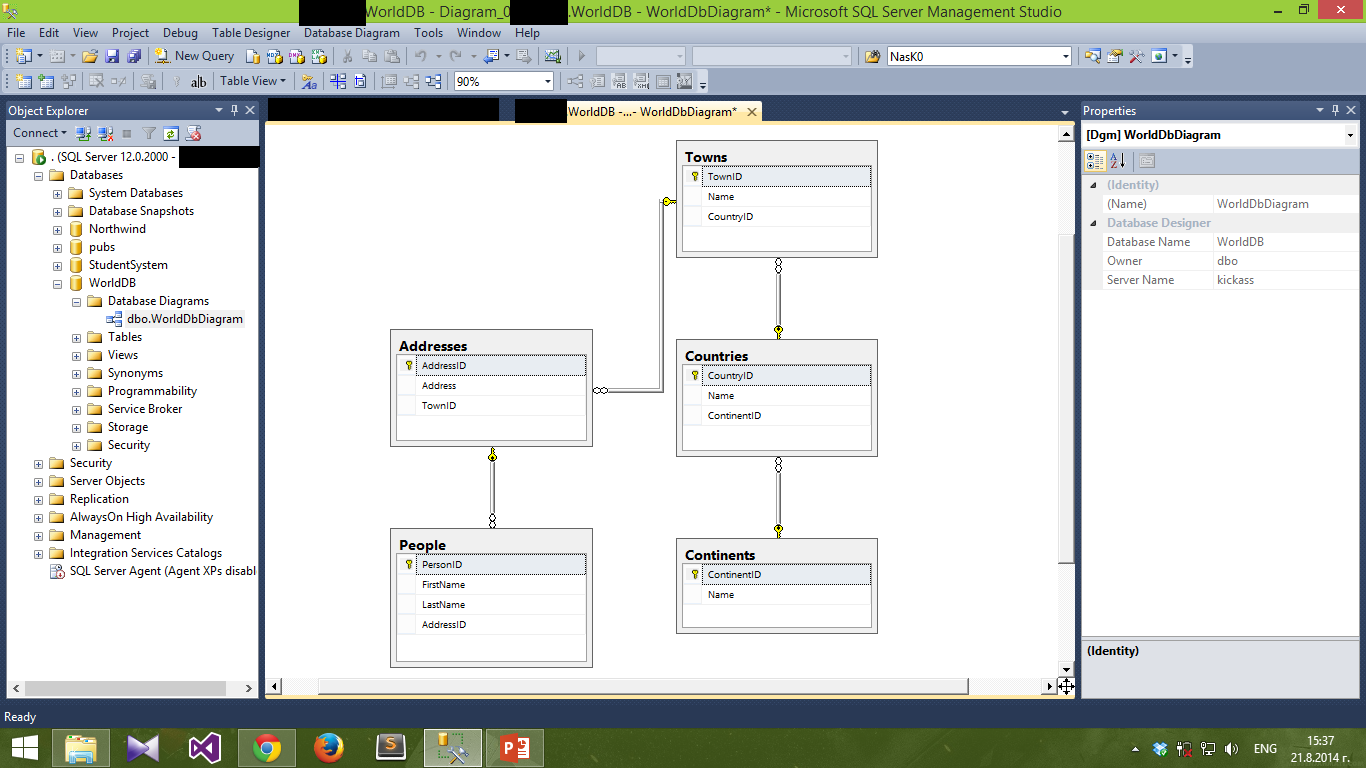 WorldDB - Diagram_0 .WorldDB - WorldDbDiagram* - Microsoft SQL Server Management Studio
File Edit View Project Debug Table Designer Database Diagram Tools Window Help
New Query
NasK0
ab Table View 90%
Object Explorer
Connect
. (SQL Server 12.0.2000 -
Databases
System Databases
Database Snapshots
Northwind
pubs
StudentSystem
WorldDB
Database Diagrams
dbo.WorldDbDiagram
Tables
Views
Synonyms
Programmability
Service Broker
Storage
Security
Security
Server Objects
Replication
AlwaysOn High Availability
Management
Integration Services Catalogs
SQL Server Agent (Agent XPs disabl
WorldDB -...- WorldDbDiagram*
Towns
TownID
Name
CountryID
Addresses
AddressID
Address
TownID
Countries
CountryID
Name
ContinentID
People
PersonID
FirstName
LastName
AddressID
Continents
ContinentID
Name
Properties
[Dgm] WorldDbDiagram
(Identity)
(Name) WorldDbDiagram
Database Designer
Database Name WorldDB
Owner dbo
Server Name kickass
(Identity)
Ready
ENG
15:37
21.8.2014 г.